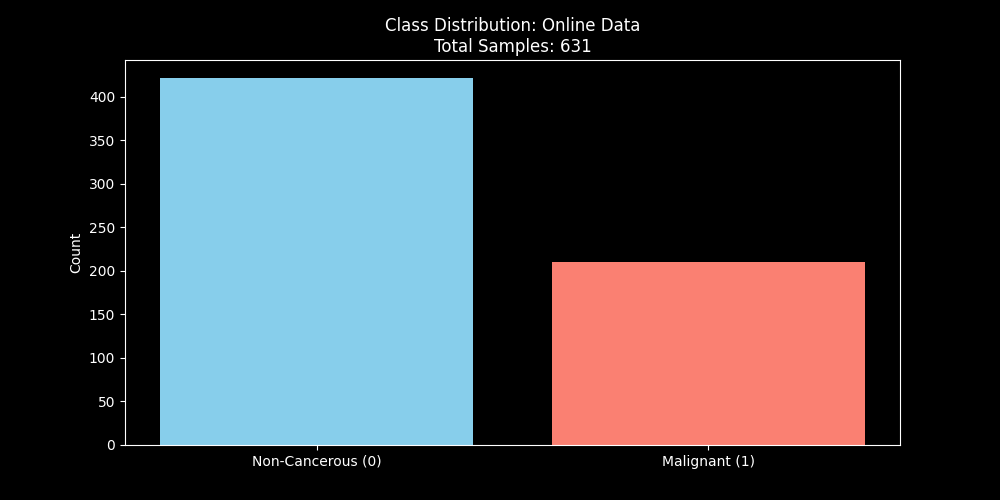 Class Distribution: Online Data
Total Samples: 631
400
350
300
250
200
150
100
50
0
Count
Non-Cancerous (0)
Malignant (1)